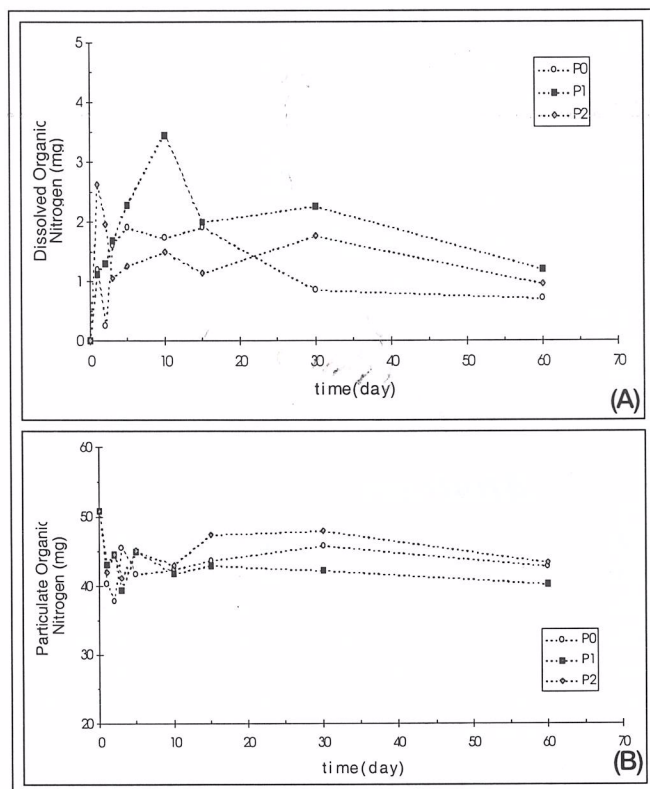 5
4
3
2
1
0
Dissolved Organic
Nitrogen (mg)
P0
P1
P2
0
10
20
30
40
50
60
70
time(day)
(A)
60
50
40
30
20
Particulate Organic
Nitrogen (mg)
P0
P1
P2
0
10
20
30
40
50
60
70
time(day)
(B)